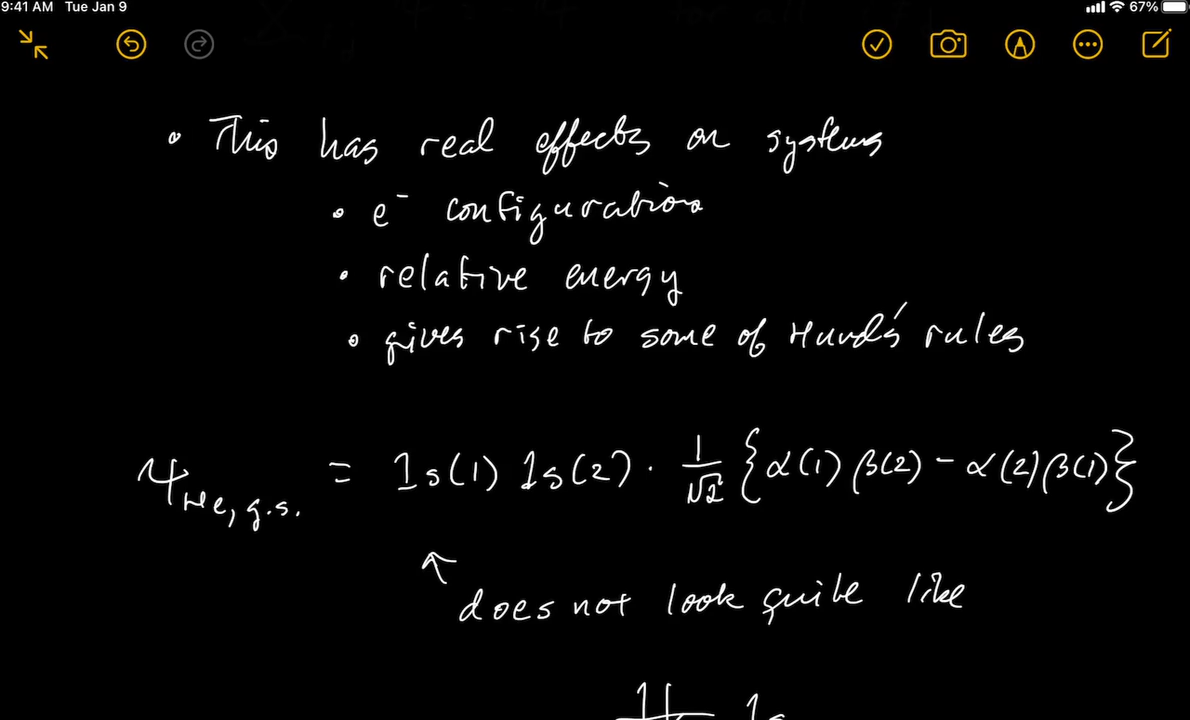 9:41 AM Tue Jan 9
67%
• This has real effects on systems
• e⁻ configuration
• relative energy
• gives rise to some of Hund's rules
Ψ_He, g.s. = 1s(1) 1s(2) · 1/√2 {α(1) β(2) − α(2) β(1)}
↑
does not look quite like
1s